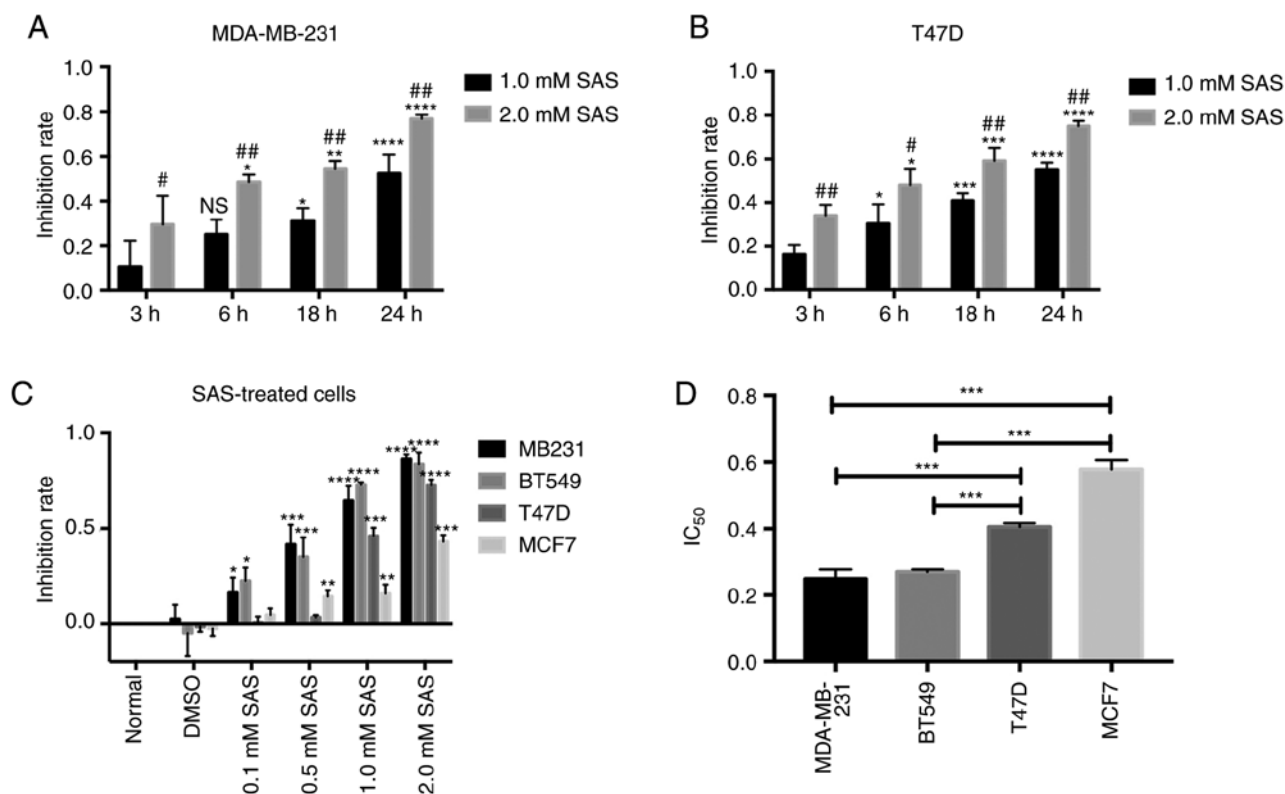 A
MDA-MB-231
Inhibition rate
1.0
0.8
0.6
0.4
0.2
0.0
#
NS
##
*
*
##
**
****
##
****
3 h
6 h
18 h
24 h
1.0 mM SAS
2.0 mM SAS
B
T47D
Inhibition rate
1.0
0.8
0.6
0.4
0.2
0.0
##
*
#
*
***
##
***
****
##
****
3 h
6 h
18 h
24 h
1.0 mM SAS
2.0 mM SAS
C
SAS-treated cells
Inhibition rate
1.0
0.5
0.0
*
*
***
***
**
****
****
***
**
****
****
****
***
Normal
DMSO
0.1 mM SAS
0.5 mM SAS
1.0 mM SAS
2.0 mM SAS
MB231
BT549
T47D
MCF7
D
IC50
0.8
0.6
0.4
0.2
0.0
***
***
***
***
MDA-MB-
231
BT549
T47D
MCF7